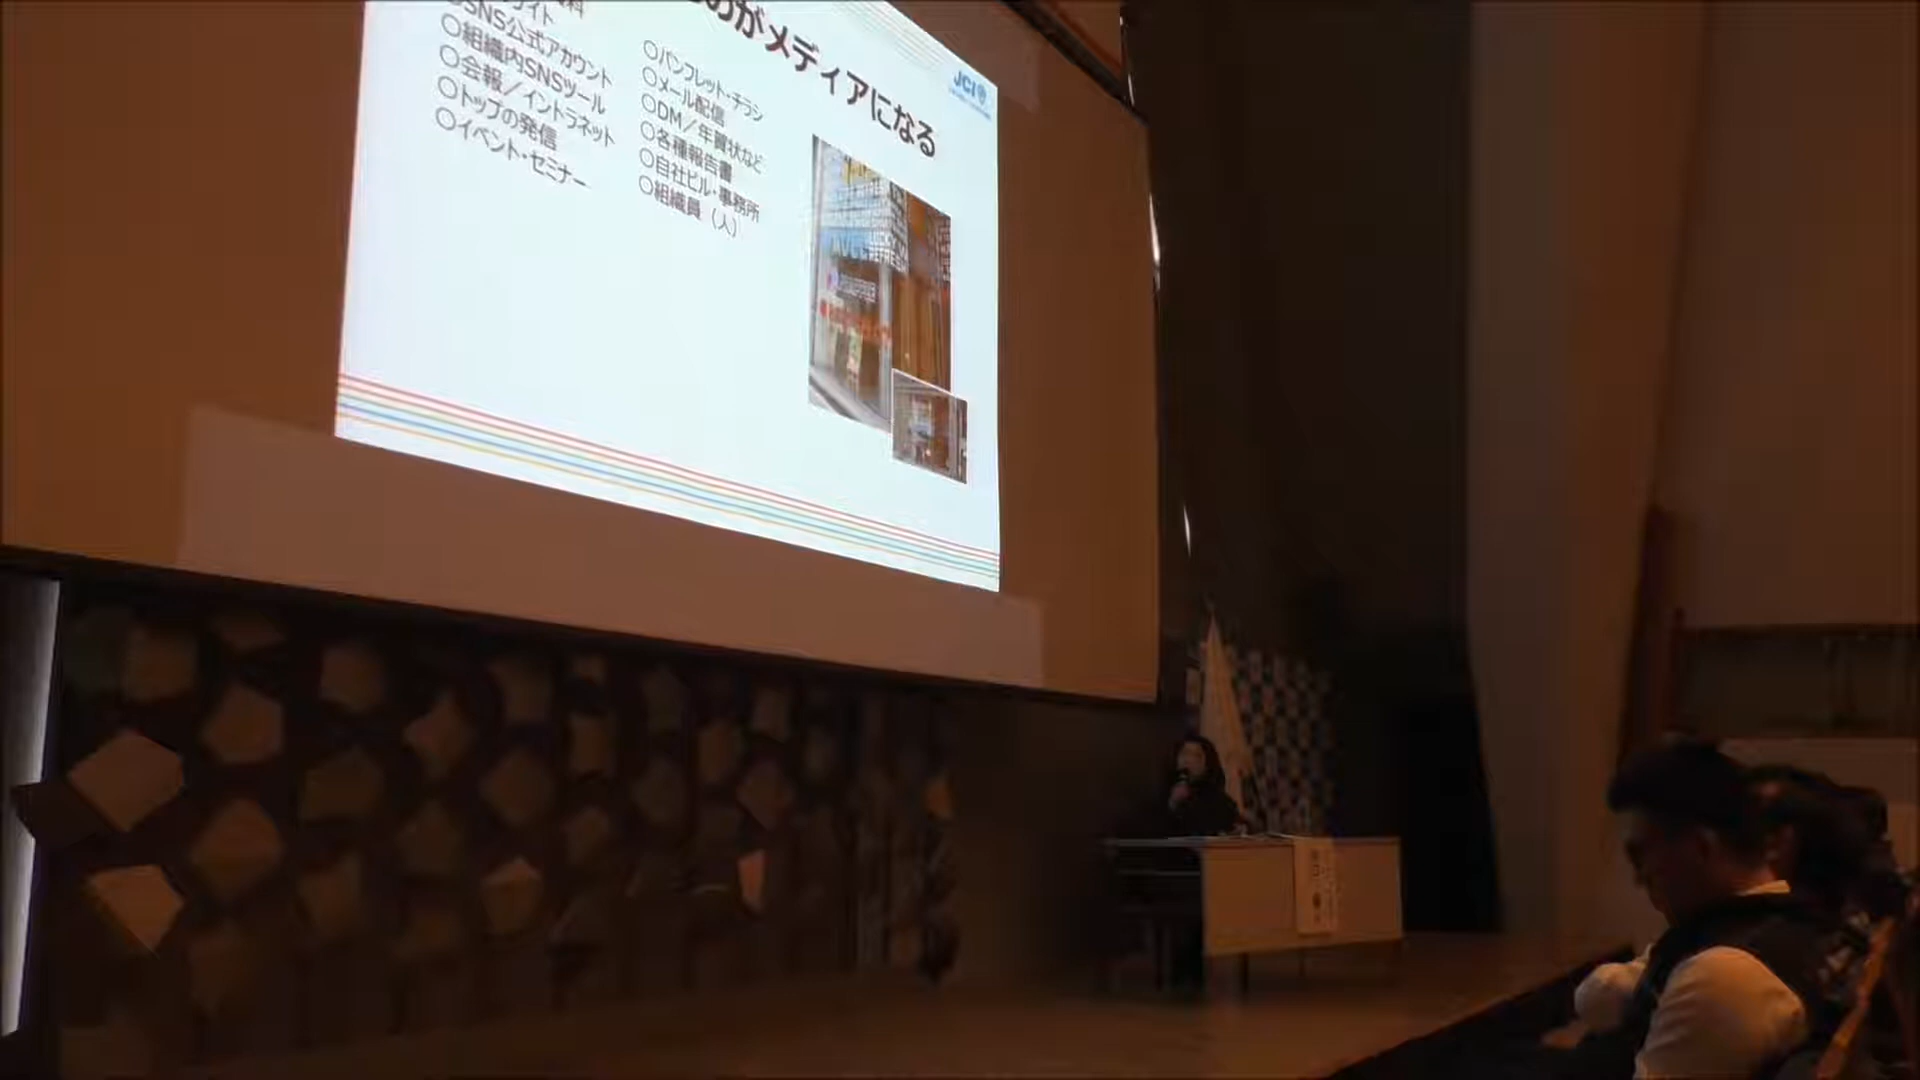 のがメディアになる
JCI
イト
SNS公式アカウント
○組織内SNSツール
○会報／イントラネット
○トップの発信
○イベント・セミナー
○パンフレット・チラシ
○メール配信
○DM／年賀状など
○各種報告書
○自社ビル・事務所
○組織員（人）